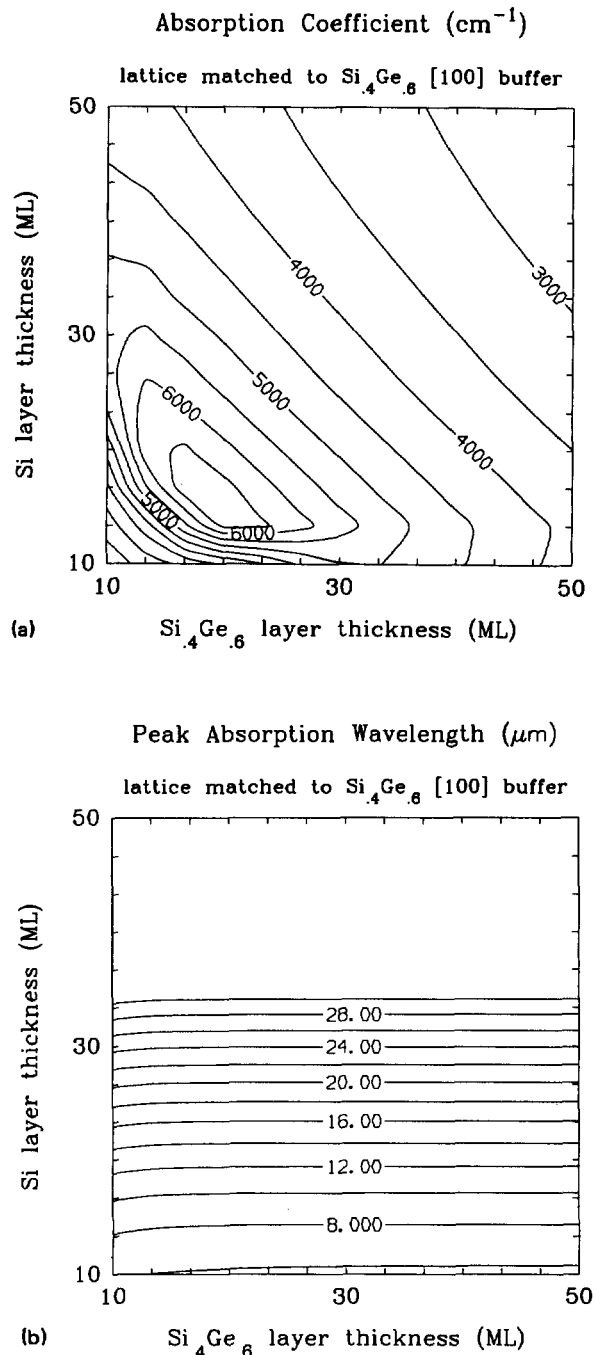 Absorption Coefficient (cm⁻¹)
lattice matched to Si.4Ge.6 [100] buffer
50
30
10
Si layer thickness (ML)
4000
3000
5000
6000
4000
5000
6000
10 30 50
(a) Si.4Ge.6 layer thickness (ML)
Peak Absorption Wavelength (μm)
lattice matched to Si.4Ge.6 [100] buffer
50
30
10
Si layer thickness (ML)
28.00
24.00
20.00
16.00
12.00
8.000
10 30 50
(b) Si.4Ge.6 layer thickness (ML)